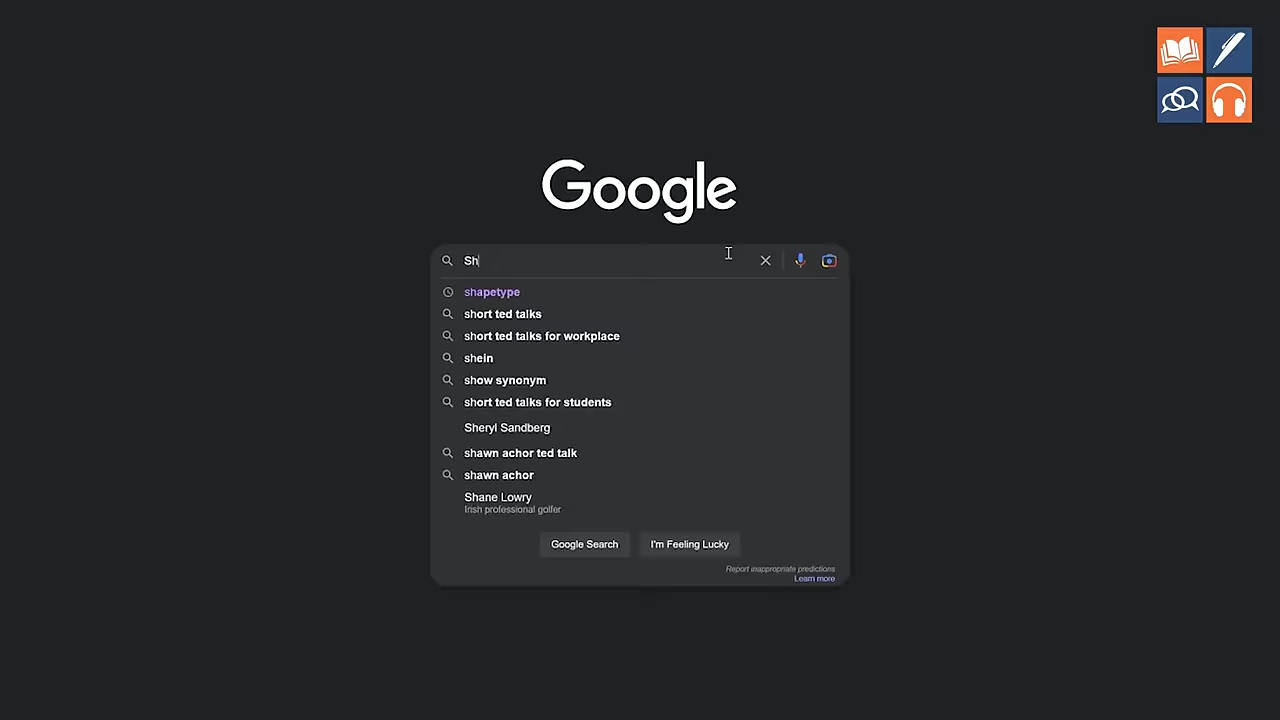 Google
Sh
shapetype
short ted talks
short ted talks for workplace
shein
show synonym
short ted talks for students
Sheryl Sandberg
shawn achor ted talk
shawn achor
Shane Lowry
Irish professional golfer
Google Search I'm Feeling Lucky
Report inappropriate predictions
Learn more